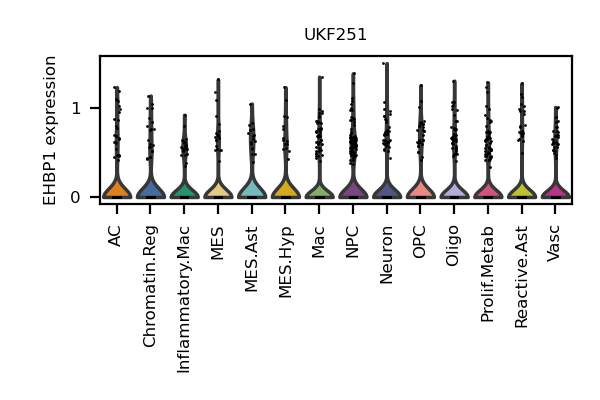 UKF251
EHBP1 expression
1
0
AC
Chromatin.Reg
Inflammatory.Mac
MES
MES.Ast
MES.Hyp
Mac
NPC
Neuron
OPC
Oligo
Prolif.Metab
Reactive.Ast
Vasc